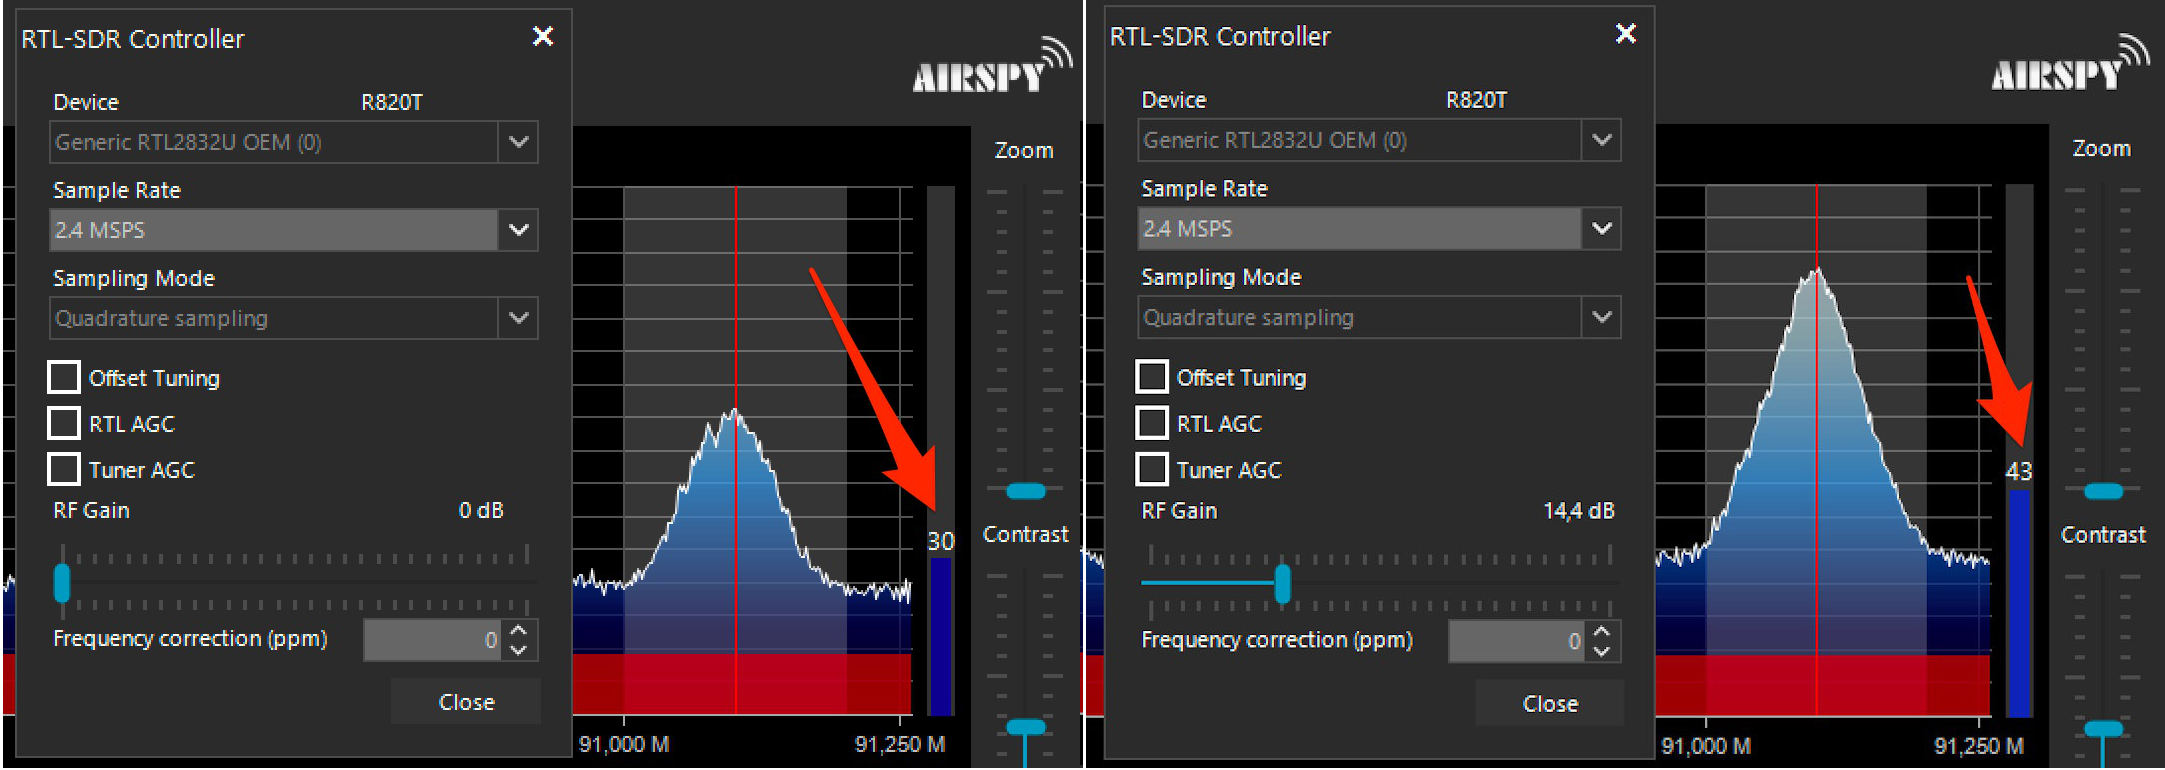 RTL-SDR Controller
Device R820T
Generic RTL2832U OEM (0)
Sample Rate
2.4 MSPS
Sampling Mode
Quadrature sampling
Offset Tuning
RTL AGC
Tuner AGC
RF Gain 0 dB
Frequency correction (ppm) 0
Close
AIRSPY
Zoom
30
Contrast
91,000 M 91,250 M
RTL-SDR Controller
Device R820T
Generic RTL2832U OEM (0)
Sample Rate
2.4 MSPS
Sampling Mode
Quadrature sampling
Offset Tuning
RTL AGC
Tuner AGC
RF Gain 14,4 dB
Frequency correction (ppm) 0
Close
AIRSPY
Zoom
43
Contrast
91,000 M 91,250 M